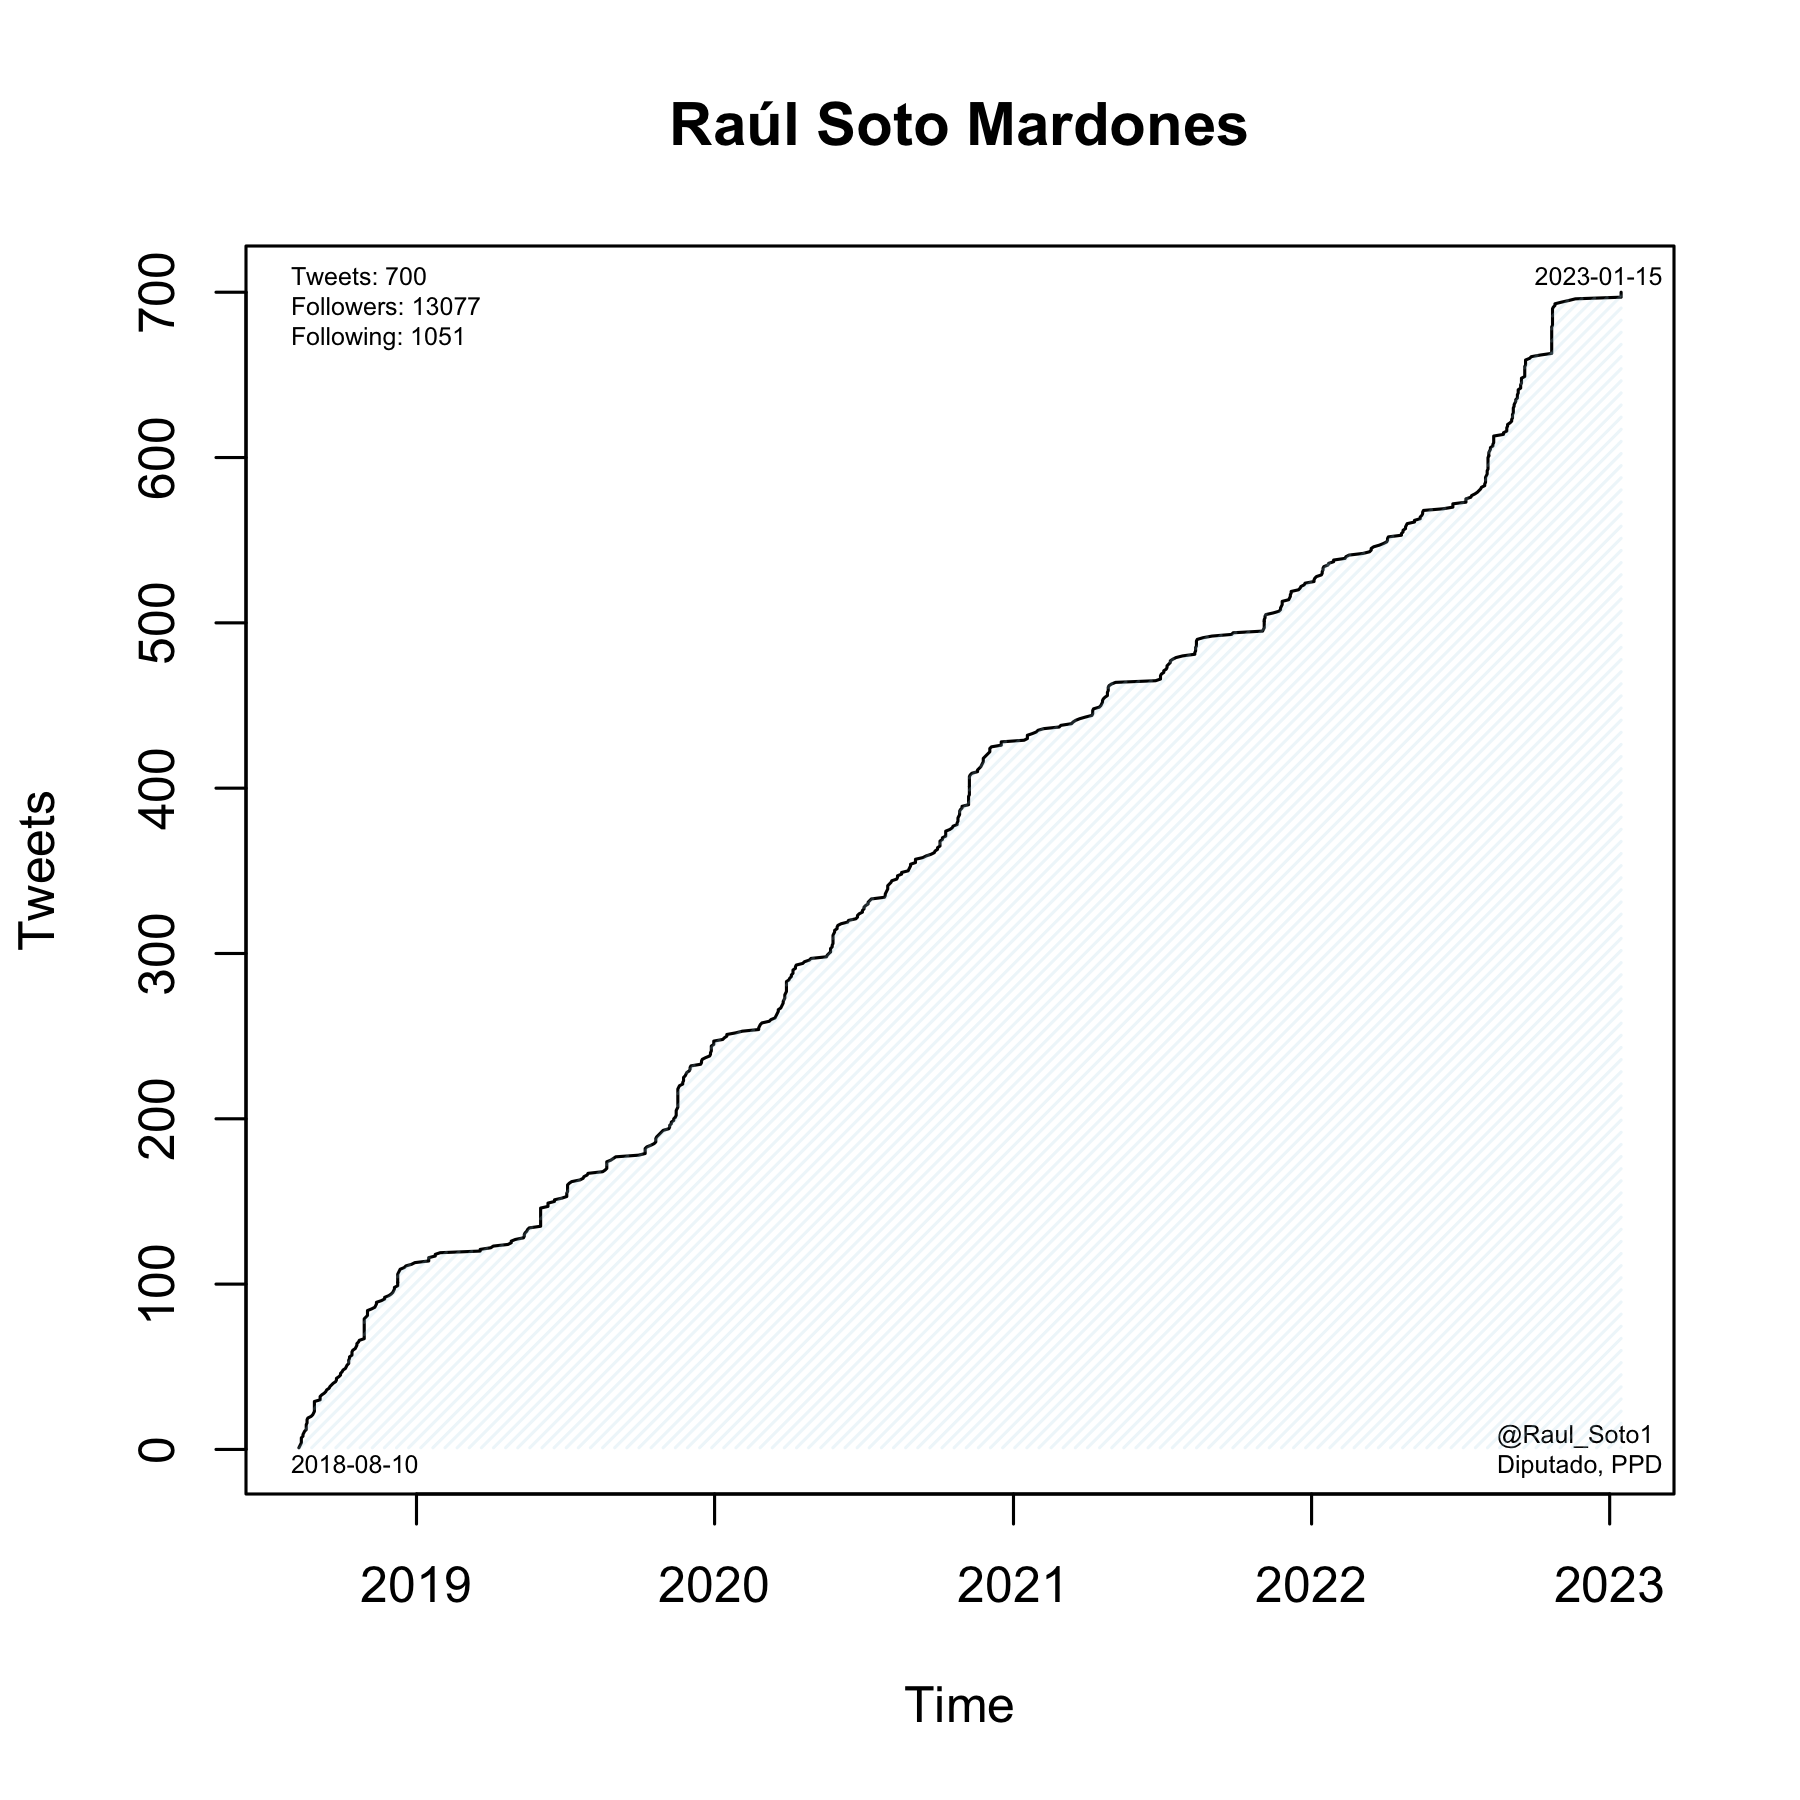 Raúl Soto Mardones
Tweets: 700
Followers: 13077
Following: 1051
2023-01-15
700
600
500
400
300
200
100
0
Tweets
@Raul_Soto1
Diputado, PPD
2018-08-10
2019
2020
2021
2022
2023
Time